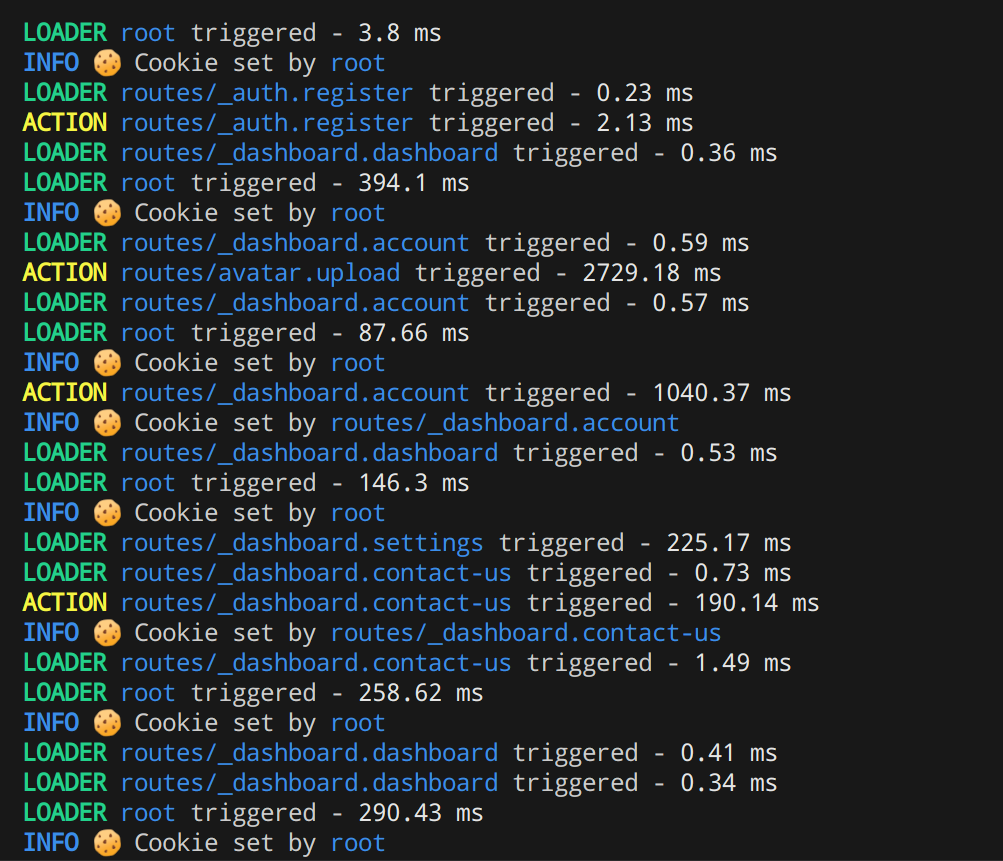 LOADER root triggered - 3.8 ms
INFO 🍪 Cookie set by root
LOADER routes/_auth.register triggered - 0.23 ms
ACTION routes/_auth.register triggered - 2.13 ms
LOADER routes/_dashboard.dashboard triggered - 0.36 ms
LOADER root triggered - 394.1 ms
INFO 🍪 Cookie set by root
LOADER routes/_dashboard.account triggered - 0.59 ms
ACTION routes/avatar.upload triggered - 2729.18 ms
LOADER routes/_dashboard.account triggered - 0.57 ms
LOADER root triggered - 87.66 ms
INFO 🍪 Cookie set by root
ACTION routes/_dashboard.account triggered - 1040.37 ms
INFO 🍪 Cookie set by routes/_dashboard.account
LOADER routes/_dashboard.dashboard triggered - 0.53 ms
LOADER root triggered - 146.3 ms
INFO 🍪 Cookie set by root
LOADER routes/_dashboard.settings triggered - 225.17 ms
LOADER routes/_dashboard.contact-us triggered - 0.73 ms
ACTION routes/_dashboard.contact-us triggered - 190.14 ms
INFO 🍪 Cookie set by routes/_dashboard.contact-us
LOADER routes/_dashboard.contact-us triggered - 1.49 ms
LOADER root triggered - 258.62 ms
INFO 🍪 Cookie set by root
LOADER routes/_dashboard.dashboard triggered - 0.41 ms
LOADER routes/_dashboard.dashboard triggered - 0.34 ms
LOADER root triggered - 290.43 ms
INFO 🍪 Cookie set by root